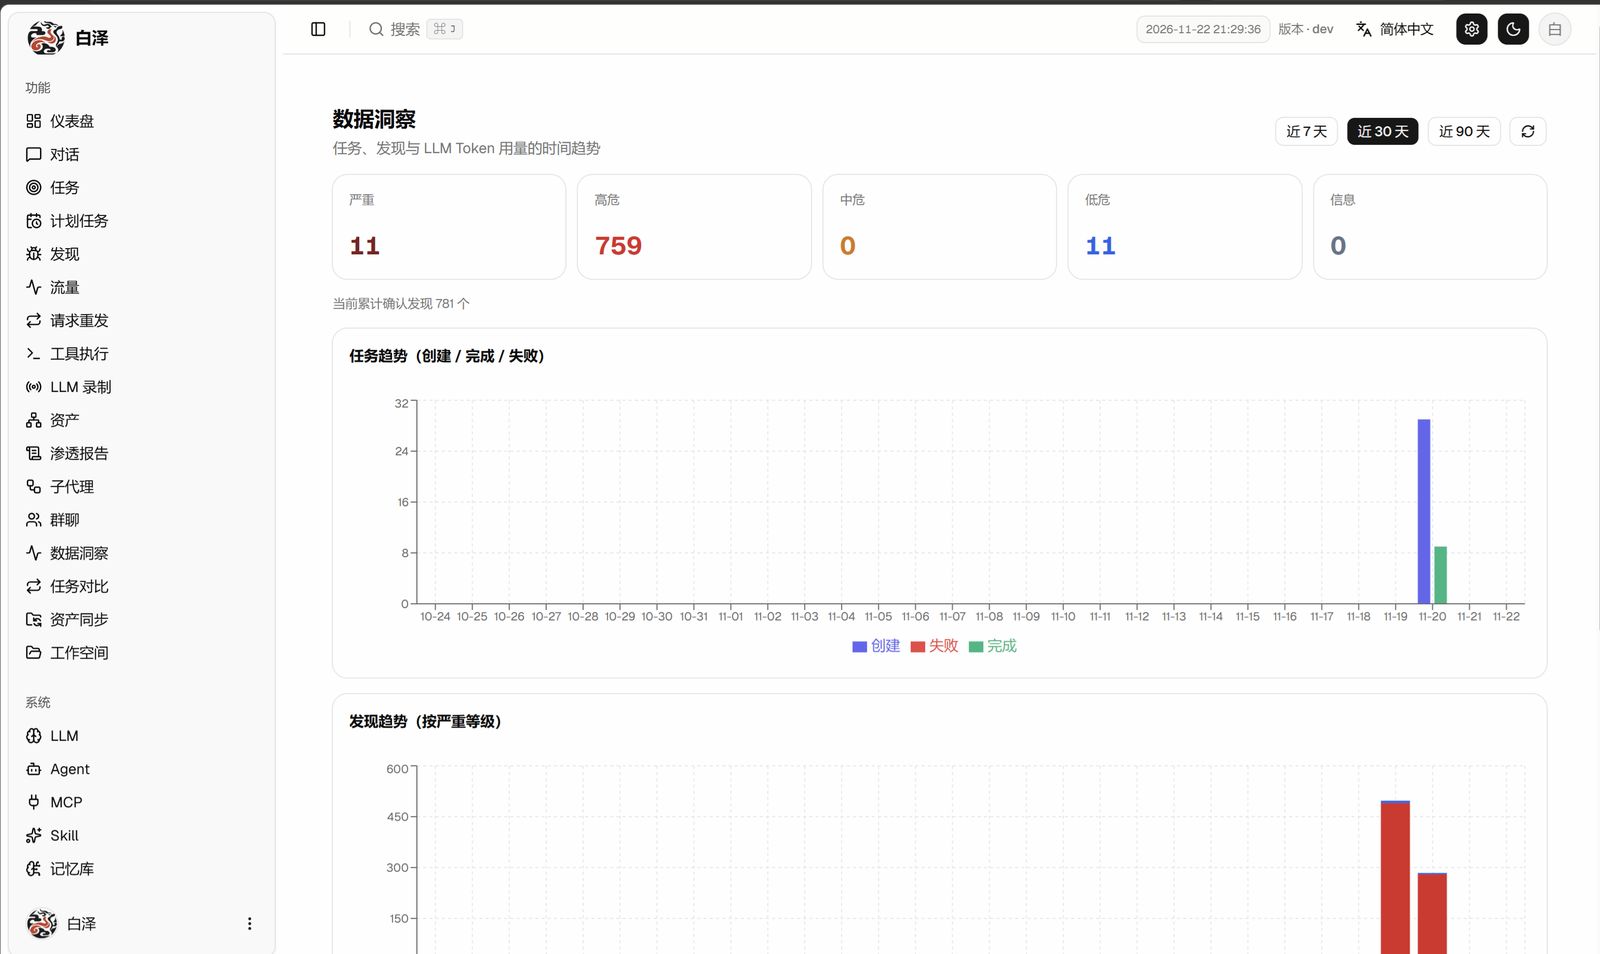 白泽
功能
仪表盘
对话
任务
计划任务
发现
流量
请求重发
工具执行
LLM 录制
资产
渗透报告
子代理
群聊
数据洞察
任务对比
资产同步
工作空间
系统
LLM
Agent
MCP
Skill
记忆库
白泽
搜索 ⌘ J
2026-11-22 21:29:36 版本 · dev 简体中文 白
数据洞察
任务、发现与 LLM Token 用量的时间趋势
近 7 天 近 30 天 近 90 天
严重 高危 中危 低危 信息
11 759 0 11 0
当前累计确认发现 781 个
任务趋势（创建 / 完成 / 失败）
32
24
16
8
0
10-24 10-25 10-26 10-27 10-28 10-29 10-30 10-31 11-01 11-02 11-03 11-04 11-05 11-06 11-07 11-08 11-09 11-10 11-11 11-12 11-13 11-14 11-15 11-16 11-17 11-18 11-19 11-20 11-21 11-22
创建 失败 完成
发现趋势（按严重等级）
600
450
300
150